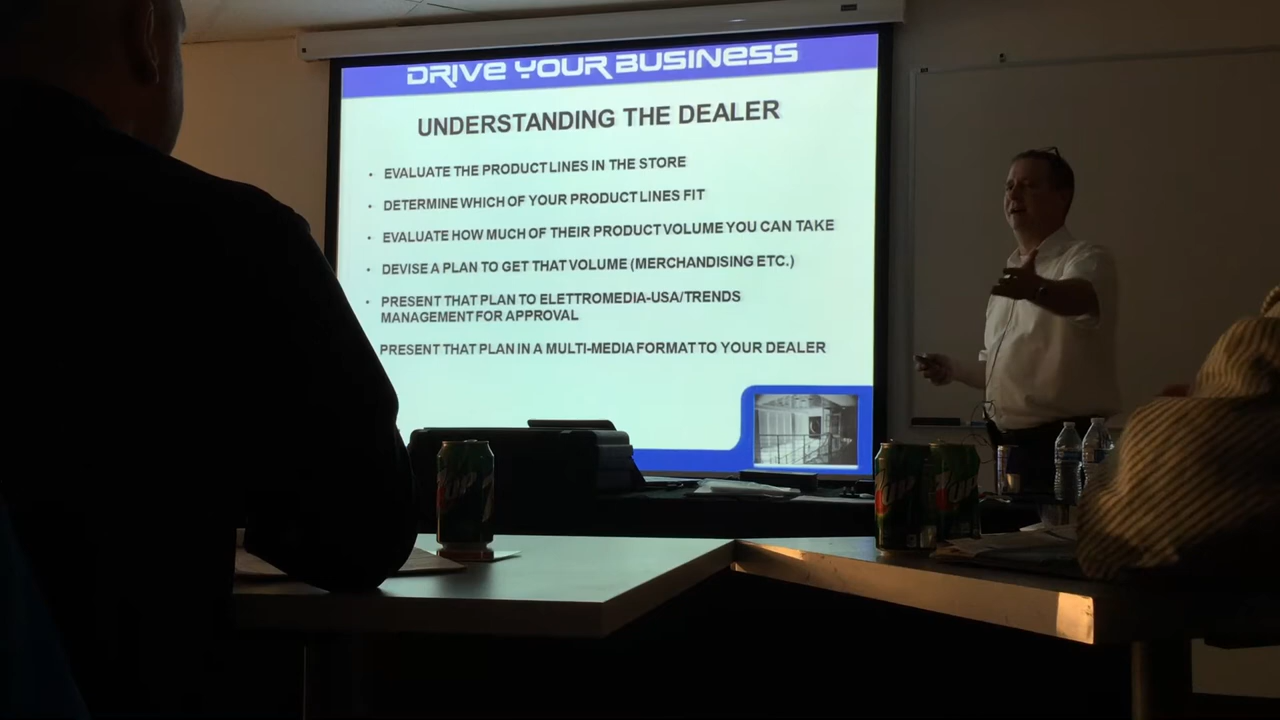 DRIVE YOUR BUSINESS
UNDERSTANDING THE DEALER
• EVALUATE THE PRODUCT LINES IN THE STORE
• DETERMINE WHICH OF YOUR PRODUCT LINES FIT
• EVALUATE HOW MUCH OF THEIR PRODUCT VOLUME YOU CAN TAKE
• DEVISE A PLAN TO GET THAT VOLUME (MERCHANDISING ETC.)
• PRESENT THAT PLAN TO ELETTROMEDIA-USA/TRENDS
MANAGEMENT FOR APPROVAL
PRESENT THAT PLAN IN A MULTI-MEDIA FORMAT TO YOUR DEALER
7UP
7UP